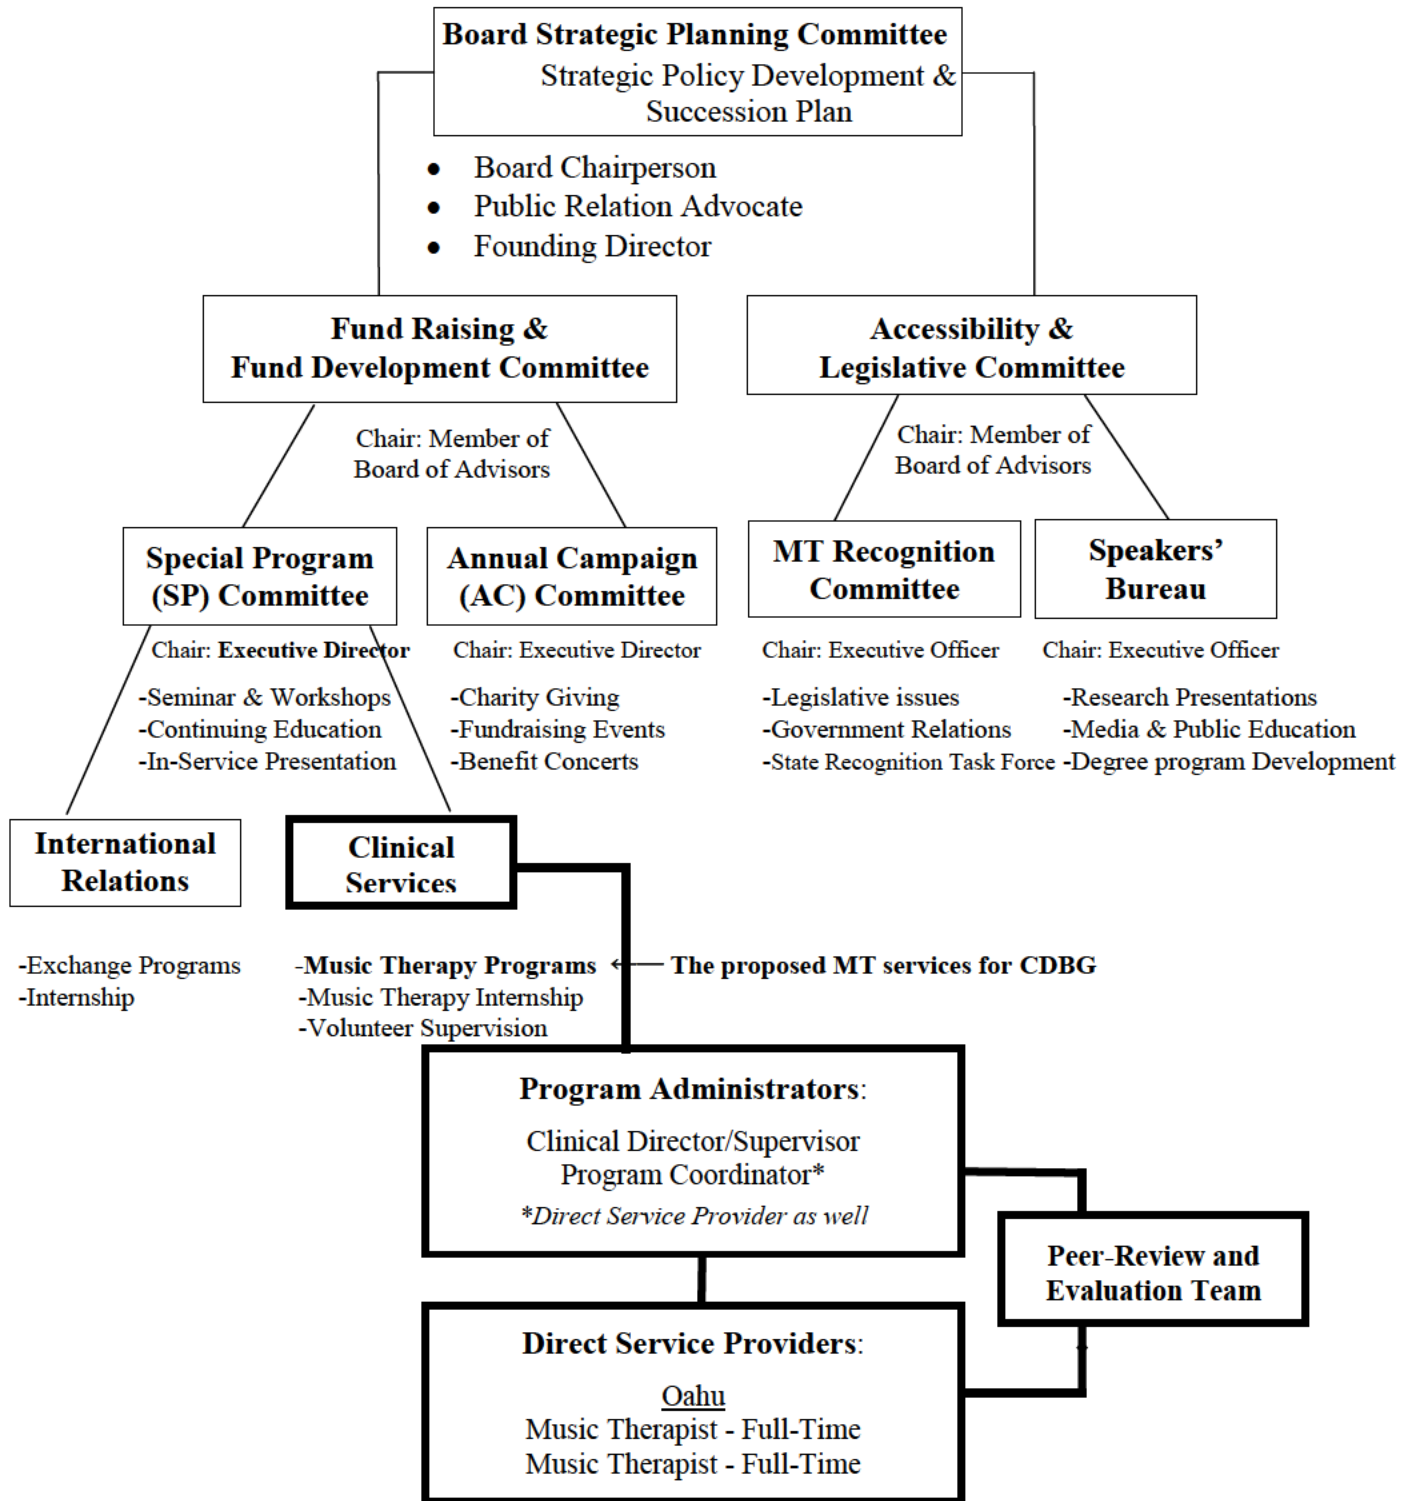 Board Strategic Planning Committee
Strategic Policy Development &
Succession Plan
● Board Chairperson
● Public Relation Advocate
● Founding Director
Fund Raising &
Fund Development Committee
Chair: Member of
Board of Advisors
Accessibility &
Legislative Committee
Chair: Member of
Board of Advisors
Special Program
(SP) Committee
Chair: Executive Director
-Seminar & Workshops
-Continuing Education
-In-Service Presentation
Annual Campaign
(AC) Committee
Chair: Executive Director
-Charity Giving
-Fundraising Events
-Benefit Concerts
MT Recognition
Committee
Chair: Executive Officer
-Legislative issues
-Government Relations
-State Recognition Task Force
Speakers’
Bureau
Chair: Executive Officer
-Research Presentations
-Media & Public Education
-Degree program Development
International
Relations
-Exchange Programs
-Internship
Clinical
Services
-Music Therapy Programs ← The proposed MT services for CDBG
-Music Therapy Internship
-Volunteer Supervision
Program Administrators:
Clinical Director/Supervisor
Program Coordinator*
*Direct Service Provider as well
Peer-Review and
Evaluation Team
Direct Service Providers:
Oahu
Music Therapist - Full-Time
Music Therapist - Full-Time